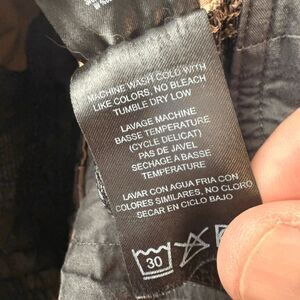 MACHINE WASH COLD WITH
LIKE COLORS, NO BLEACH
TUMBLE DRY LOW
LAVAGE MACHINE
BASSE TEMPERATURE
(CYCLE DELICAT)
PAS DE JAVEL
SECHAGE A BASSE
TEMPERATURE
LAVAR CON AGUA FRIA CON
COLORES SIMILARES, NO CLORO
SECAR EN CICLO BAJO
30